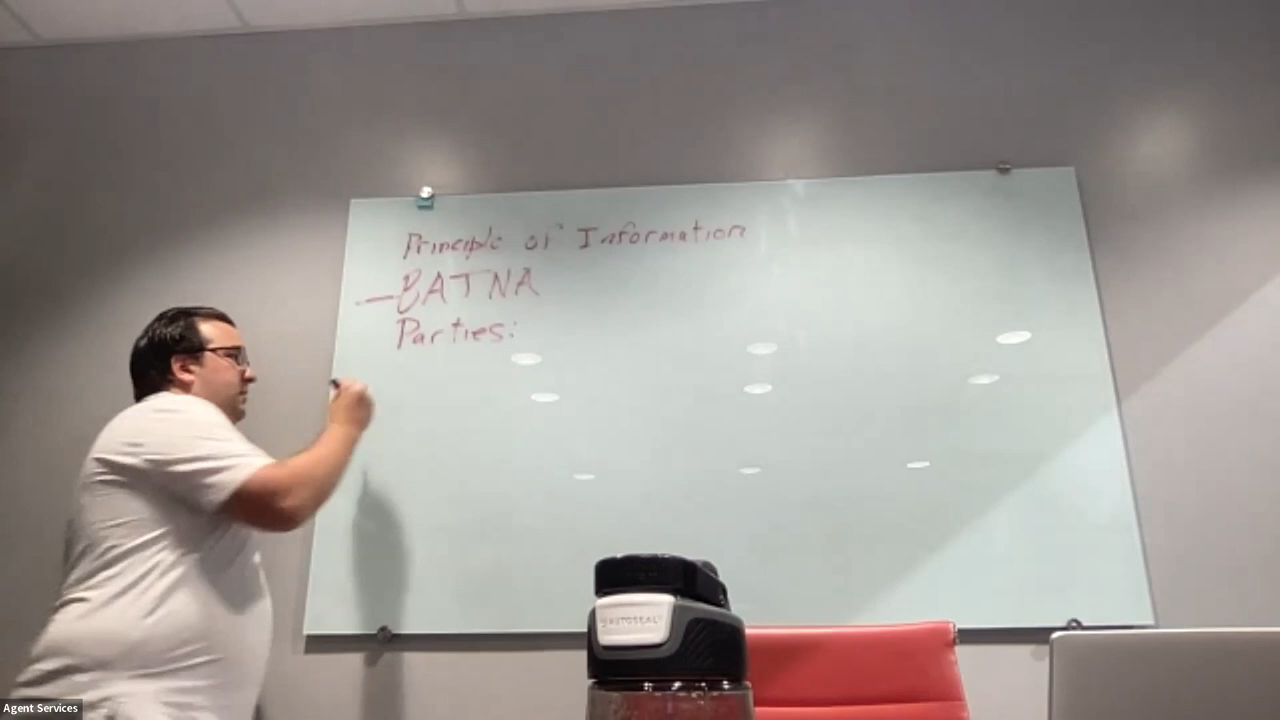 Principle of Information
— BATNA
Parties:
AUTOSEAL
Agent Services